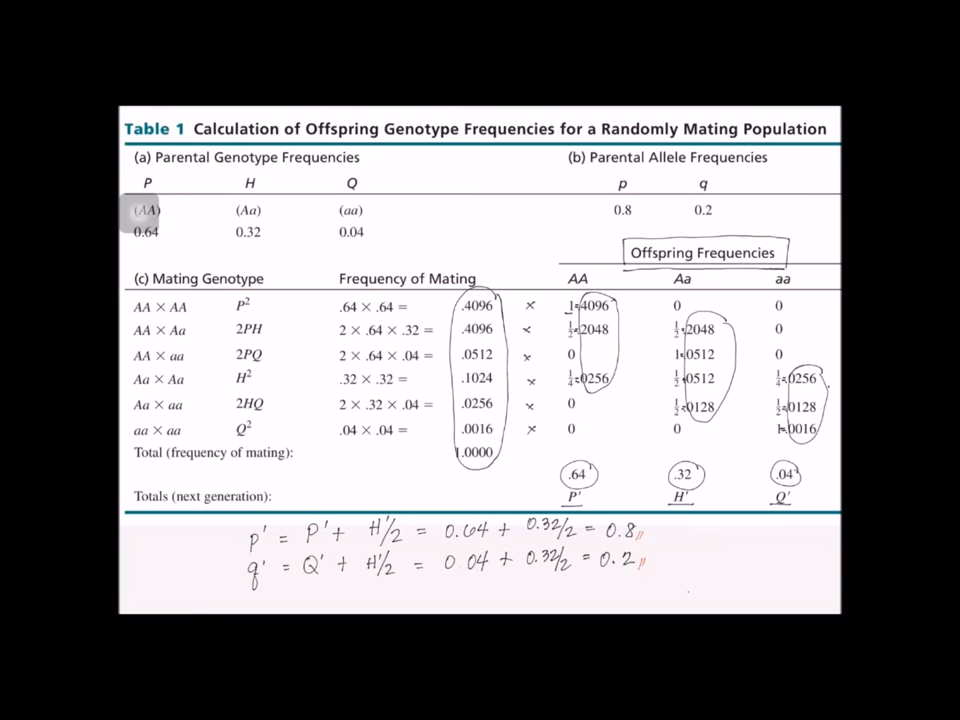 Table 1 Calculation of Offspring Genotype Frequencies for a Randomly Mating Population
(a) Parental Genotype Frequencies (b) Parental Allele Frequencies
P H Q p q
(AA) (Aa) (aa) 0.8 0.2
0.64 0.32 0.04
Offspring Frequencies
(c) Mating Genotype Frequency of Mating AA Aa aa
AA × AA P² .64 × .64 = .4096 × 1 .4096 0 0
AA × Aa 2PH 2 × .64 × .32 = .4096 × ½ .2048 ½ .2048 0
AA × aa 2PQ 2 × .64 × .04 = .0512 × 0 1 .0512 0
Aa × Aa H² .32 × .32 = .1024 × ¼ .0256 ½ .0512 ¼ .0256
Aa × aa 2HQ 2 × .32 × .04 = .0256 × 0 ½ .0128 ½ .0128
aa × aa Q² .04 × .04 = .0016 × 0 0 1 .0016
Total (frequency of mating): 1.0000
.64 .32 .04
Totals (next generation): P' H' Q'
p' = P' + H'/2 = 0.64 + 0.32/2 = 0.8
q' = Q' + H'/2 = 0.04 + 0.32/2 = 0.2